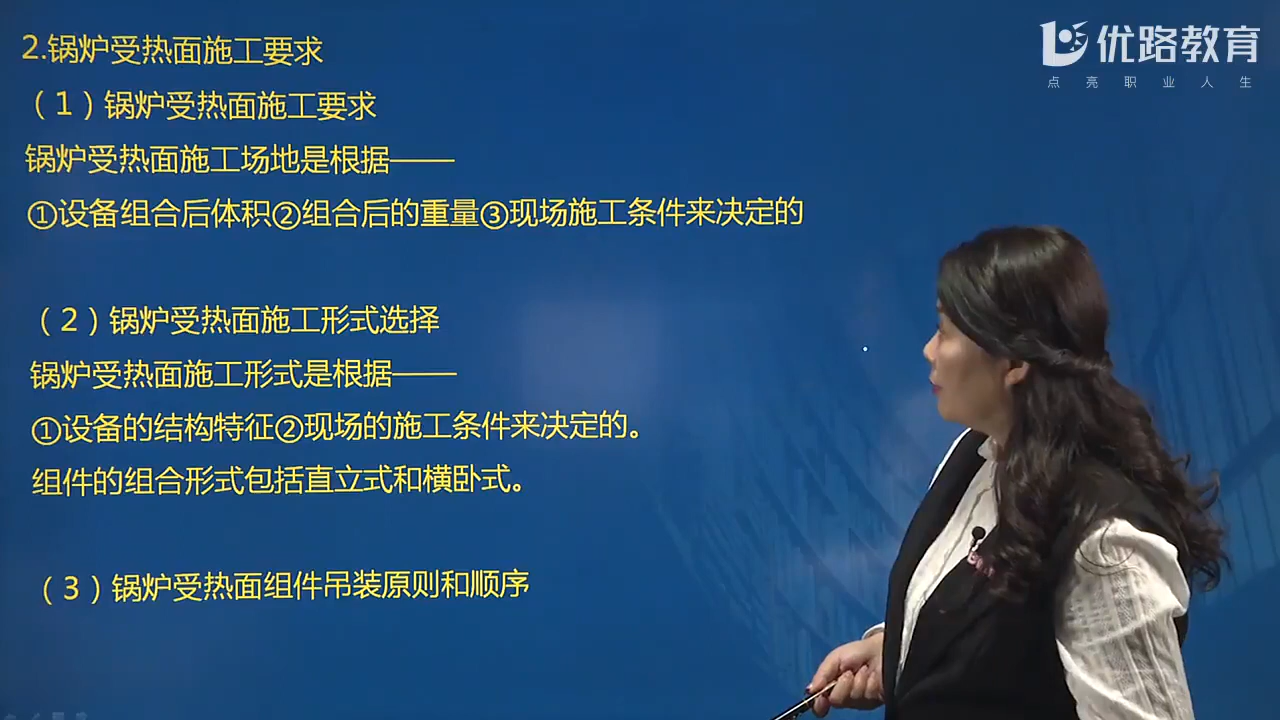 2.锅炉受热面施工要求
（1）锅炉受热面施工要求
锅炉受热面施工场地是根据——
①设备组合后体积②组合后的重量③现场施工条件来决定的
（2）锅炉受热面施工形式选择
锅炉受热面施工形式是根据——
①设备的结构特征②现场的施工条件来决定的。
组件的组合形式包括直立式和横卧式。
（3）锅炉受热面组件吊装原则和顺序
优路教育
点亮职业人生